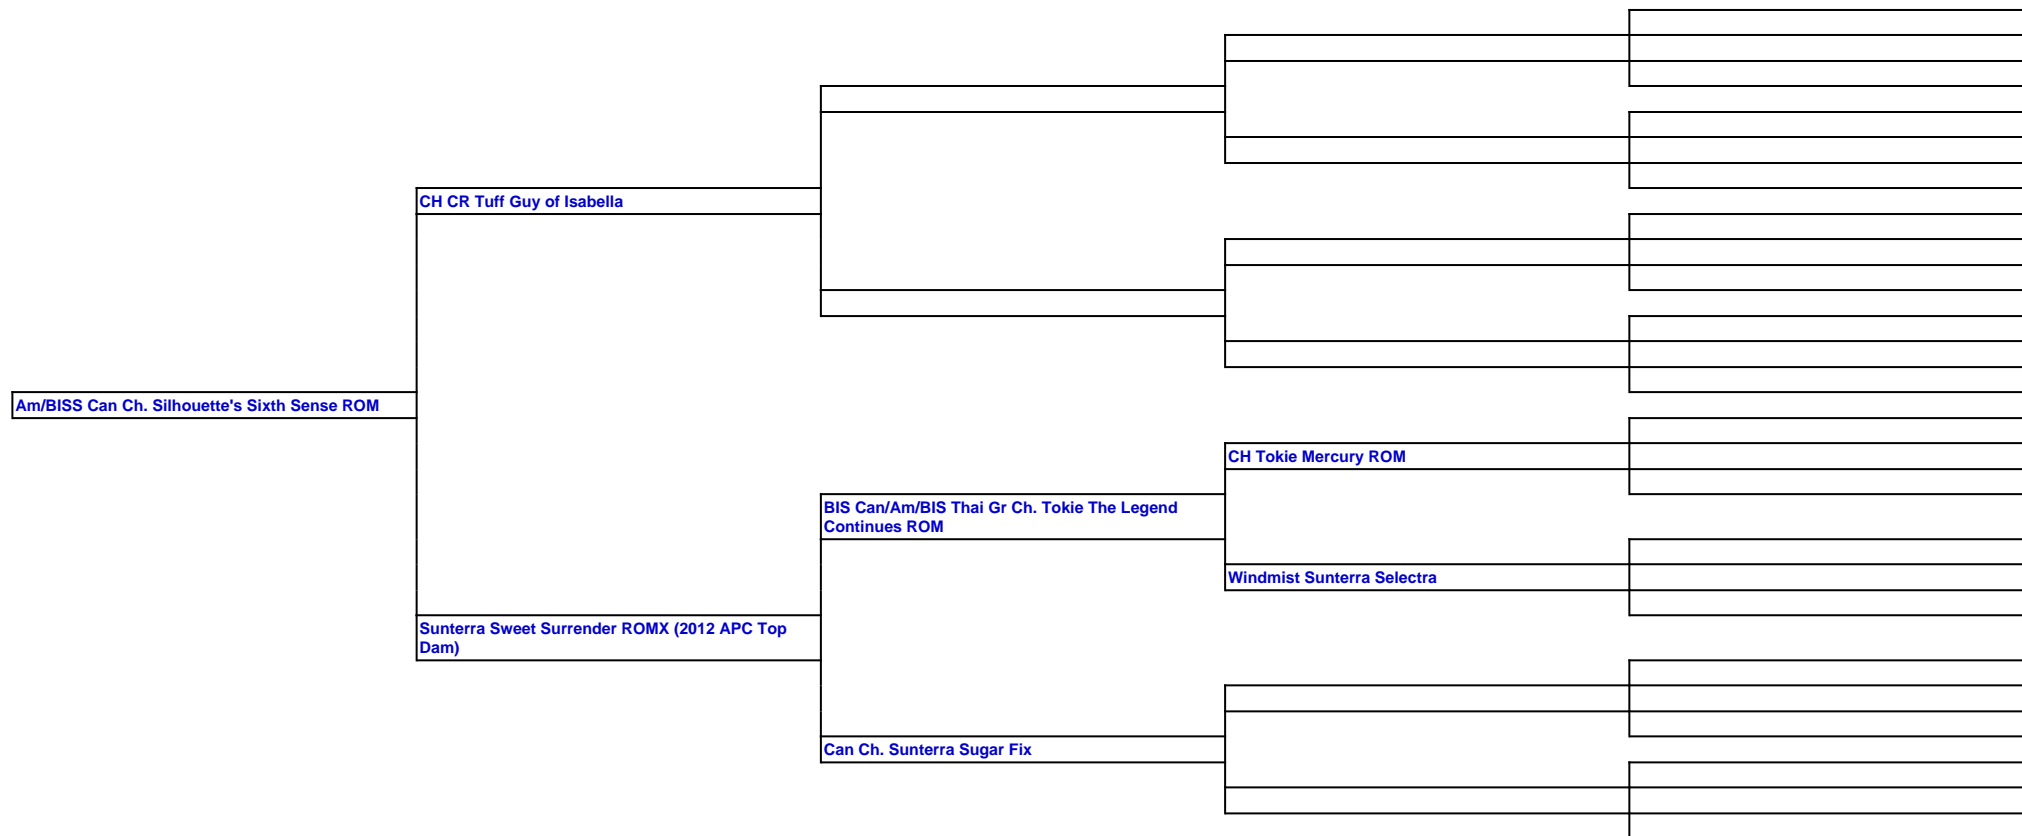 CH CR Tuff Guy of Isabella
Am/BISS Can Ch. Silhouette's Sixth Sense ROM
CH Tokie Mercury ROM
BIS Can/Am/BIS Thai Gr Ch. Tokie The Legend
Continues ROM
Windmist Sunterra Selectra
Sunterra Sweet Surrender ROMX (2012 APC Top
Dam)
Can Ch. Sunterra Sugar Fix